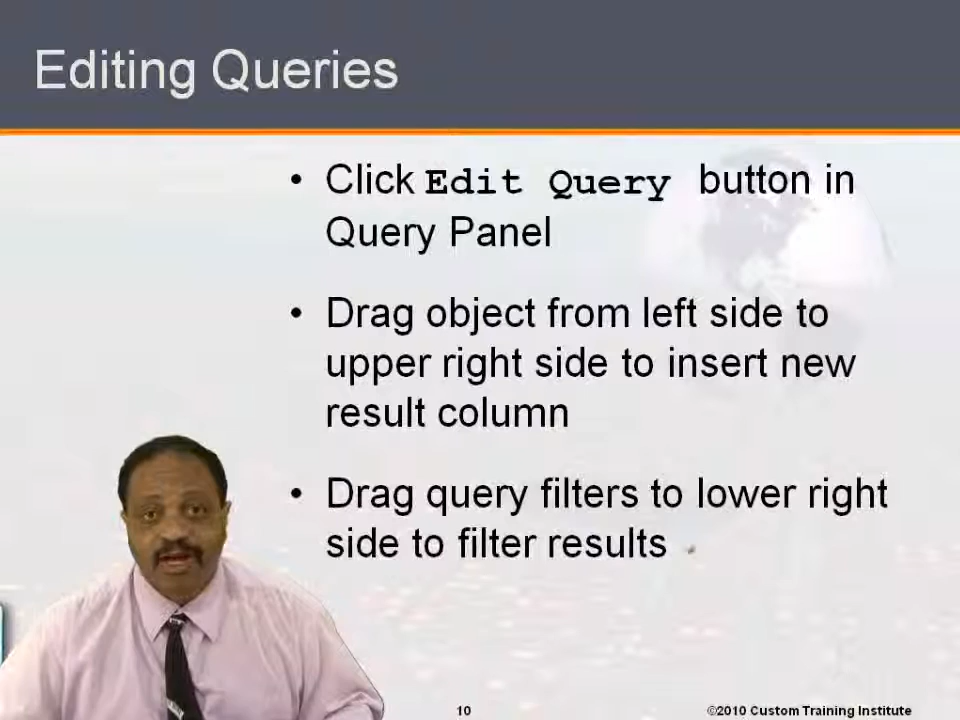 Editing Queries
• Click Edit Query button in
Query Panel
• Drag object from left side to
upper right side to insert new
result column
• Drag query filters to lower right
side to filter results
10
©2010 Custom Training Institute